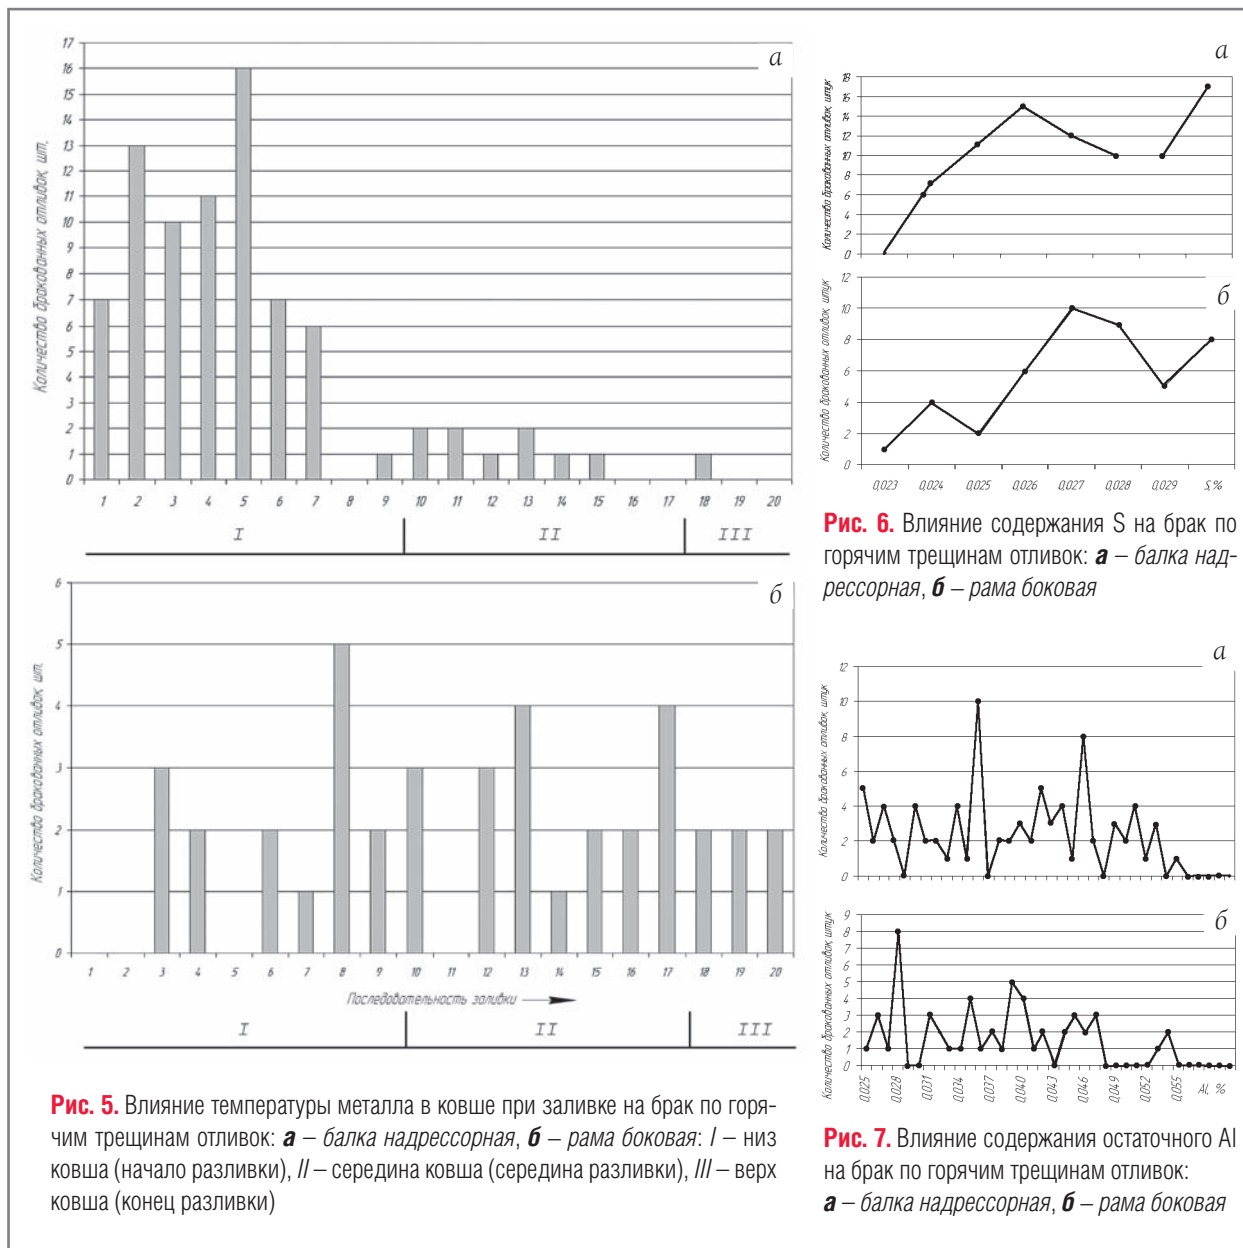 а
Количество бракованных отливок, шт.
17
16
15
14
13
12
11
10
9
8
7
6
5
4
3
2
1
0
1 2 3 4 5 6 7 8 9 10 11 12 13 14 15 16 17 18 19 20
I II III
б
Количество бракованных отливок, шт.
6
5
4
3
2
1
0
1 2 3 4 5 6 7 8 9 10 11 12 13 14 15 16 17 18 19 20
Последовательность заливки
I II III
Рис. 5. Влияние температуры металла в ковше при заливке на брак по горя-
чим трещинам отливок: а – балка надрессорная, б – рама боковая: I – низ
ковша (начало разливки), II – середина ковша (середина разливки), III – верх
ковша (конец разливки)
а
Количество бракованных отливок, штук
18
16
14
12
10
8
6
4
2
0
б
Количество бракованных отливок, штук
12
10
8
6
4
2
0
0,023 0,024 0,025 0,026 0,027 0,028 0,029 S,%
Рис. 6. Влияние содержания S на брак по
горячим трещинам отливок: а – балка над-
рессорная, б – рама боковая
а
Количество бракованных отливок, штук
12
10
8
6
4
2
0
б
Количество бракованных отливок, штук
9
8
7
6
5
4
3
2
1
0
0,025 0,028 0,031 0,034 0,037 0,040 0,043 0,046 0,049 0,052 0,055 Al, %
Рис. 7. Влияние содержания остаточного Al
на брак по горячим трещинам отливок:
а – балка надрессорная, б – рама боковая